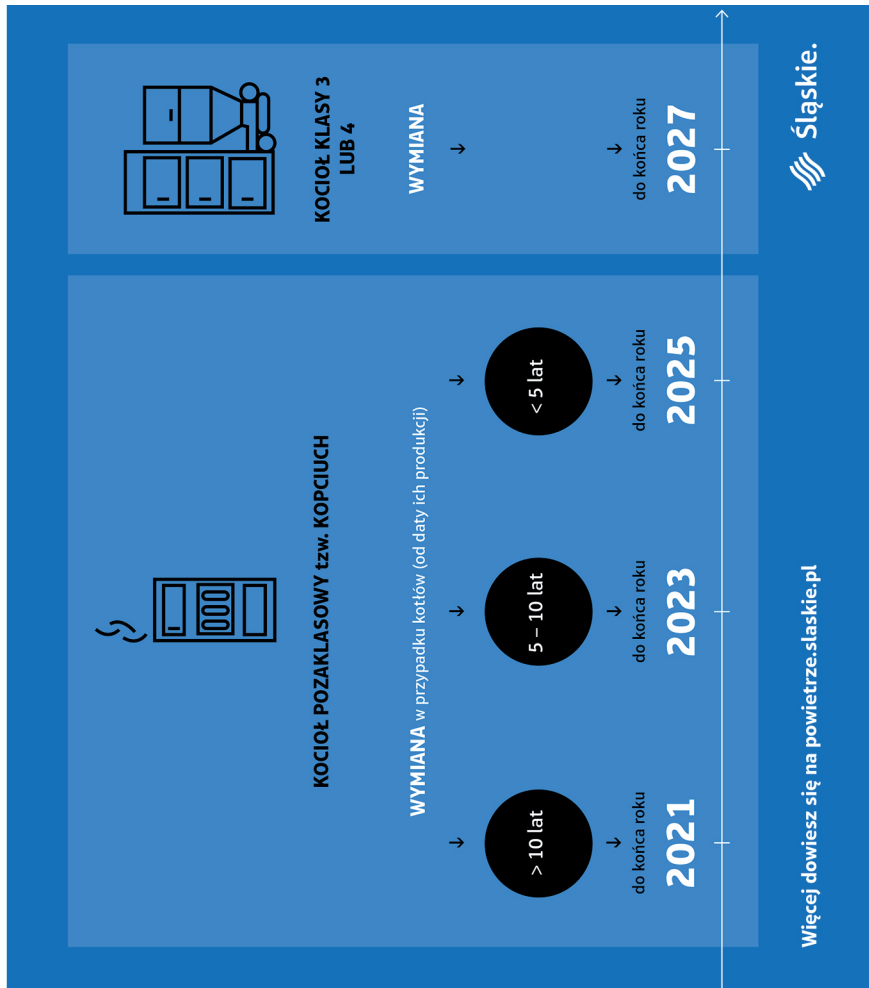 KOCIOŁ POZAKLASOWY tzw. KOPCIUCH
WYMIANA w przypadku kotłów (od daty ich produkcji)
> 10 lat
do końca roku
2021
5 – 10 lat
do końca roku
2023
< 5 lat
do końca roku
2025
KOCIOŁ KLASY 3
LUB 4
WYMIANA
do końca roku
2027
Więcej dowiesz się na powietrze.slaskie.pl
Śląskie.